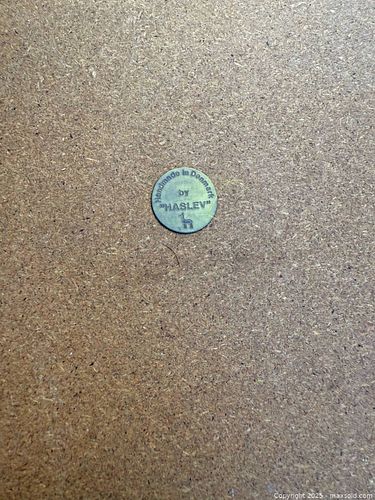 Handmade in Denmark
by
"HASLEV"
Copyright 2025 - maxsold.com